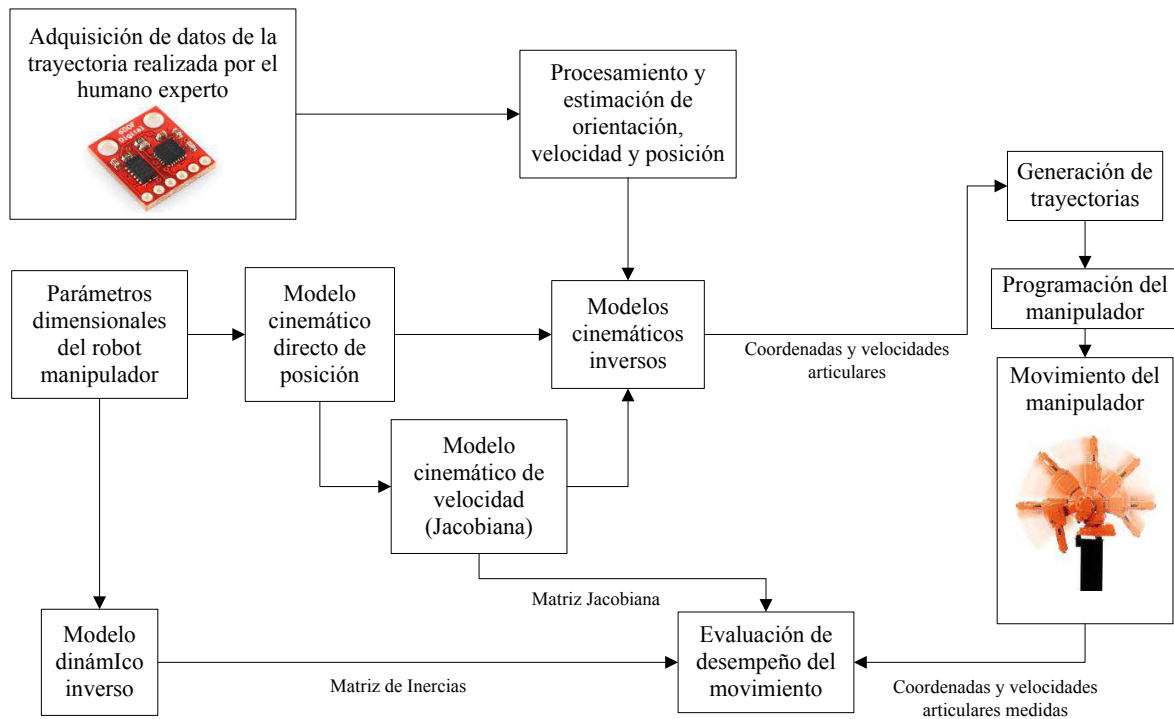 Adquisición de datos de la
trayectoria realizada por el
humano experto
6DOF
Digital
Procesamiento y
estimación de
orientación,
velocidad y posición
Generación de
trayectorias
Parámetros
dimensionales
del robot
manipulador
Modelo
cinemático
directo de
posición
Modelos
cinemáticos
inversos
Coordenadas y velocidades
articulares
Programación del
manipulador
Movimiento del
manipulador
Modelo
cinemático de
velocidad
(Jacobiana)
Matriz Jacobiana
Modelo
dinámIco
inverso
Matriz de Inercias
Evaluación de
desempeño del
movimiento
Coordenadas y velocidades
articulares medidas